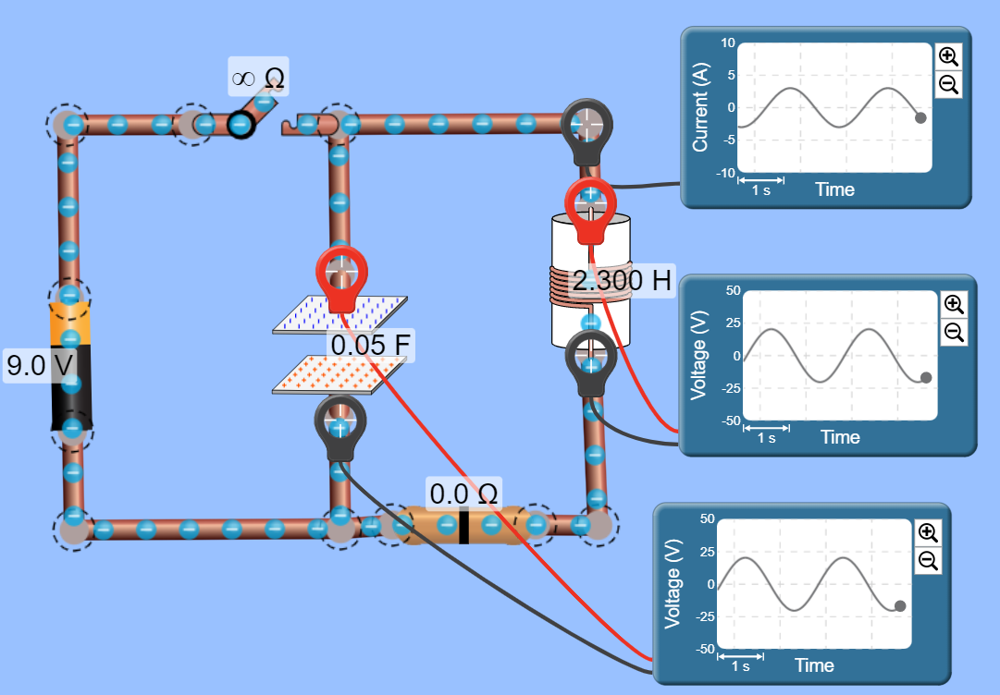 ∞ Ω
9.0 V
0.05 F
2.300 H
0.0 Ω
Current (A)
10
5
0
-5
-10
1 s
Time
Voltage (V)
50
25
0
-25
-50
1 s
Time
Voltage (V)
50
25
0
-25
-50
1 s
Time